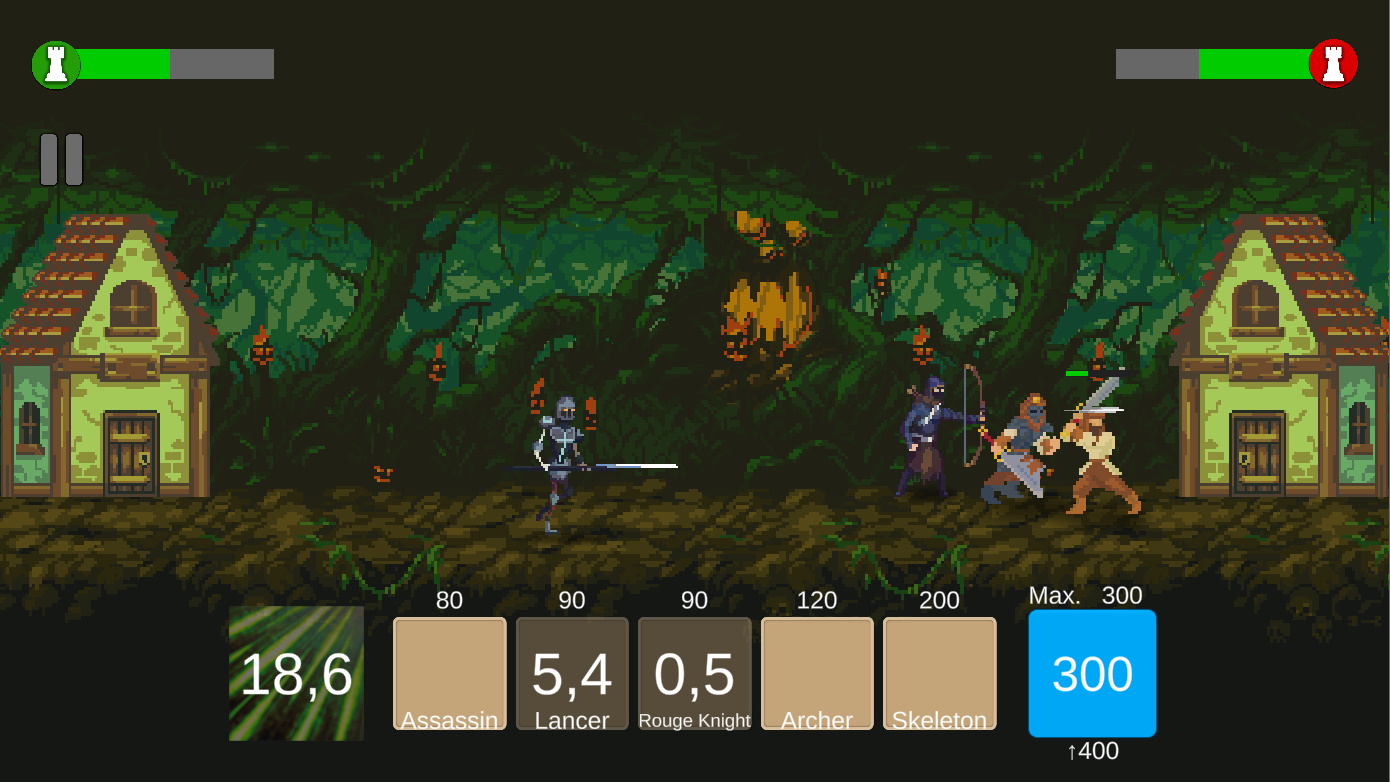 80 90 90 120 200 Max. 300
18,6 5,4 0,5 300
Assassin Lancer Rouge Knight Archer Skeleton
↑400